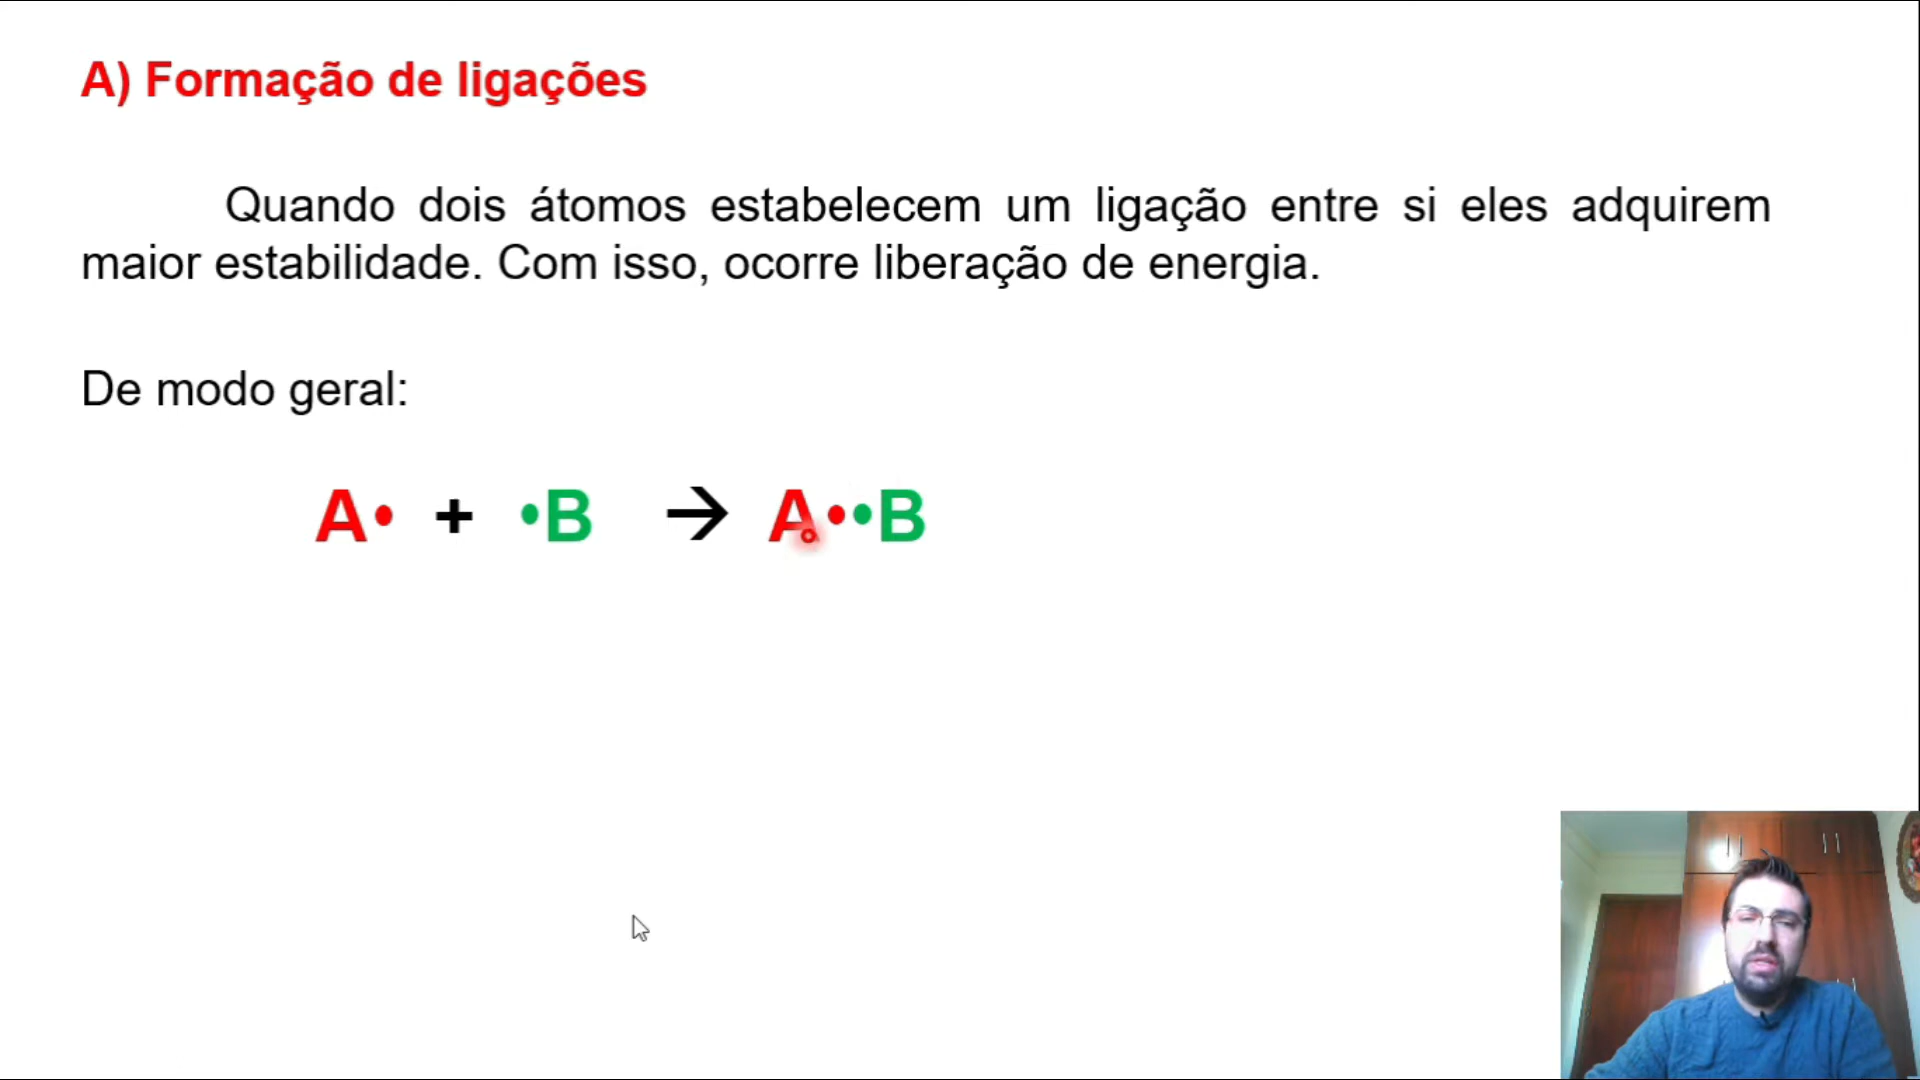 A) Formação de ligações
Quando dois átomos estabelecem um ligação entre si eles adquirem
maior estabilidade. Com isso, ocorre liberação de energia.
De modo geral:
A• + •B → A••B